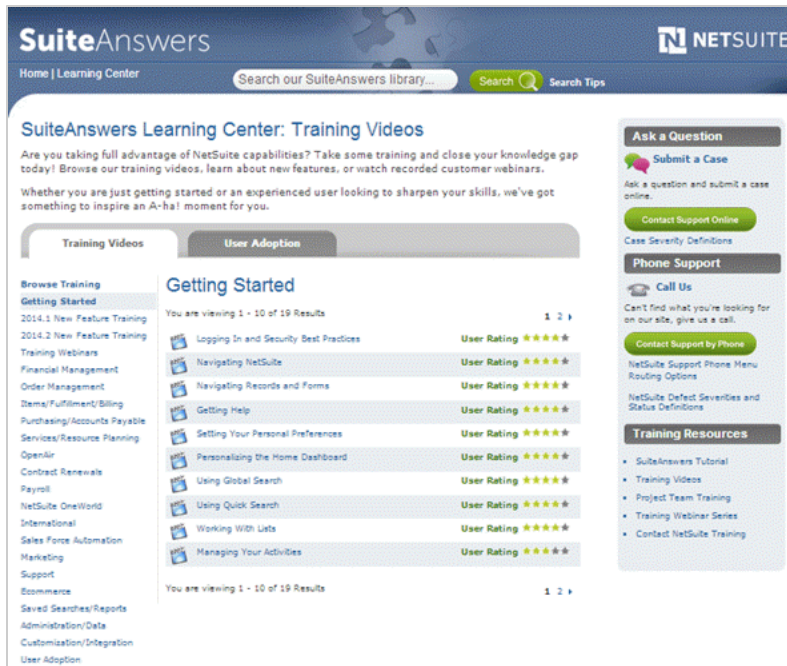 SuiteAnswers
NETSUITE
Home | Learning Center
Search our SuiteAnswers library...
Search
Search Tips
SuiteAnswers Learning Center: Training Videos
Are you taking full advantage of NetSuite capabilities? Take some training and close your knowledge gap
today! Browse our training videos, learn about new features, or watch recorded customer webinars.
Whether you are just getting started or an experienced user looking to sharpen your skills, we've got
something to inspire an A-ha! moment for you.
Training Videos
User Adoption
Browse Training
Getting Started
2014.1 New Feature Training
2014.2 New Feature Training
Training Webinars
Financial Management
Order Management
Items/Fulfillment/Billing
Purchasing/Accounts Payable
Services/Resource Planning
OpenAir
Contract Renewals
Payroll
NetSuite OneWorld
International
Sales Force Automation
Marketing
Support
Ecommerce
Saved Searches/Reports
Administration/Data
Customization/Integration
User Adoption
Getting Started
You are viewing 1 - 10 of 19 Results
1 2
Logging In and Security Best Practices User Rating
Navigating NetSuite User Rating
Navigating Records and Forms User Rating
Getting Help User Rating
Setting Your Personal Preferences User Rating
Personalizing the Home Dashboard User Rating
Using Global Search User Rating
Using Quick Search User Rating
Working With Lists User Rating
Managing Your Activities User Rating
You are viewing 1 - 10 of 19 Results
1 2
Ask a Question
Submit a Case
Ask a question and submit a case
online.
Contact Support Online
Case Severity Definitions
Phone Support
Call Us
Can't find what you're looking for
on our site, give us a call.
Contact Support by Phone
NetSuite Support Phone Menu
Routing Options
NetSuite Defect Severities and
Status Definitions
Training Resources
SuiteAnswers Tutorial
Training Videos
Project Team Training
Training Webinar Series
Contact NetSuite Training